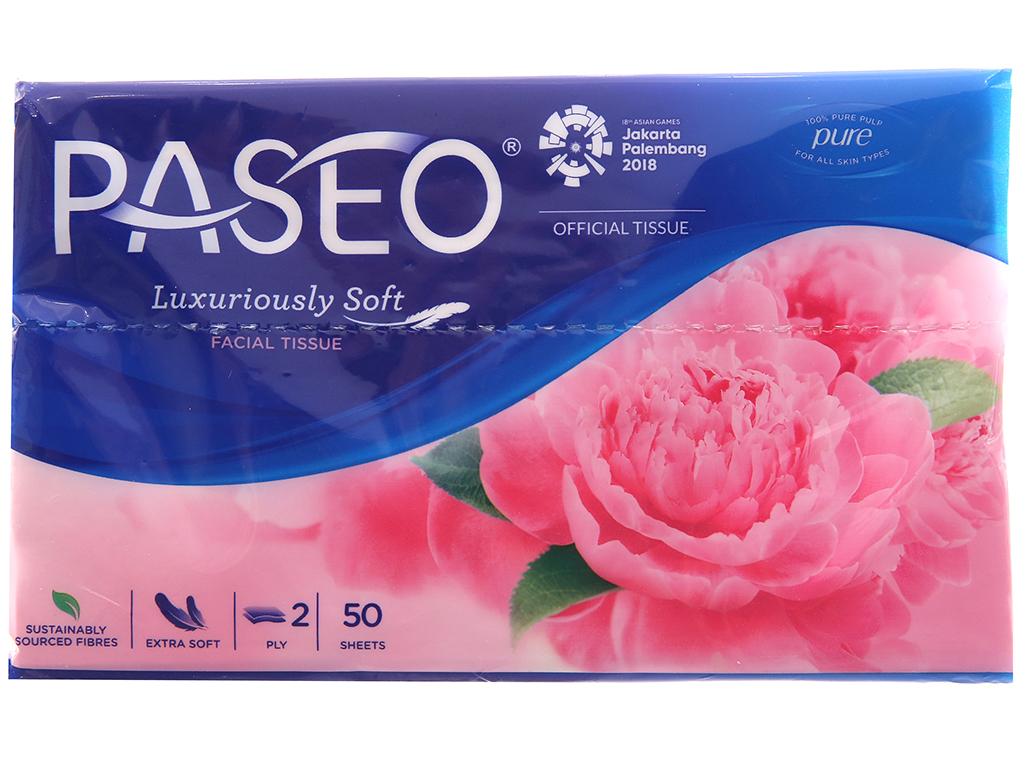 PASEO®
Luxuriously Soft
FACIAL TISSUE
18th ASIAN GAMES
Jakarta
Palembang
2018
OFFICIAL TISSUE
100% PURE PULP
pure
FOR ALL SKIN TYPES
SUSTAINABLY
SOURCED FIBRES
EXTRA SOFT
2
PLY
50
SHEETS